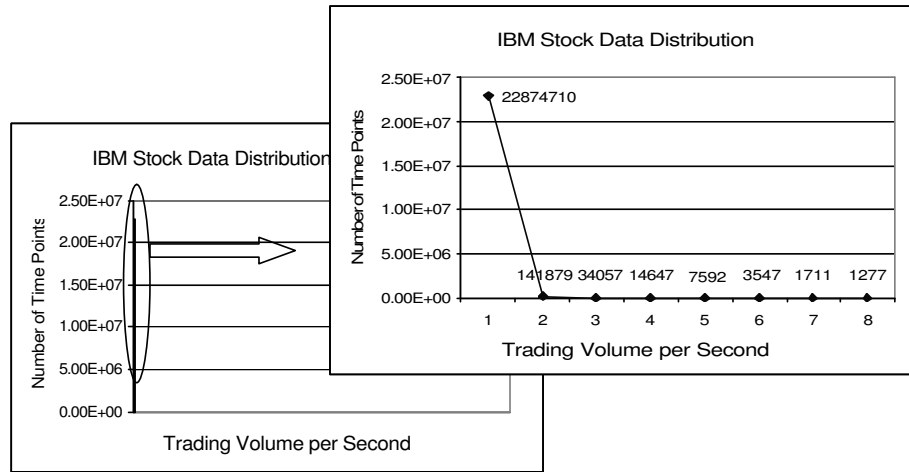 IBM Stock Data Distribution
Number of Time Points
2.50E+07
2.00E+07
1.50E+07
1.00E+07
5.00E+06
0.00E+00
22874710
141879 34057 14647 7592 3547 1711 1277
1 2 3 4 5 6 7 8
Trading Volume per Second
IBM Stock Data Distribution
Number of Time Points
2.50E+07
2.00E+07
1.50E+07
1.00E+07
5.00E+06
0.00E+00
Trading Volume per Second